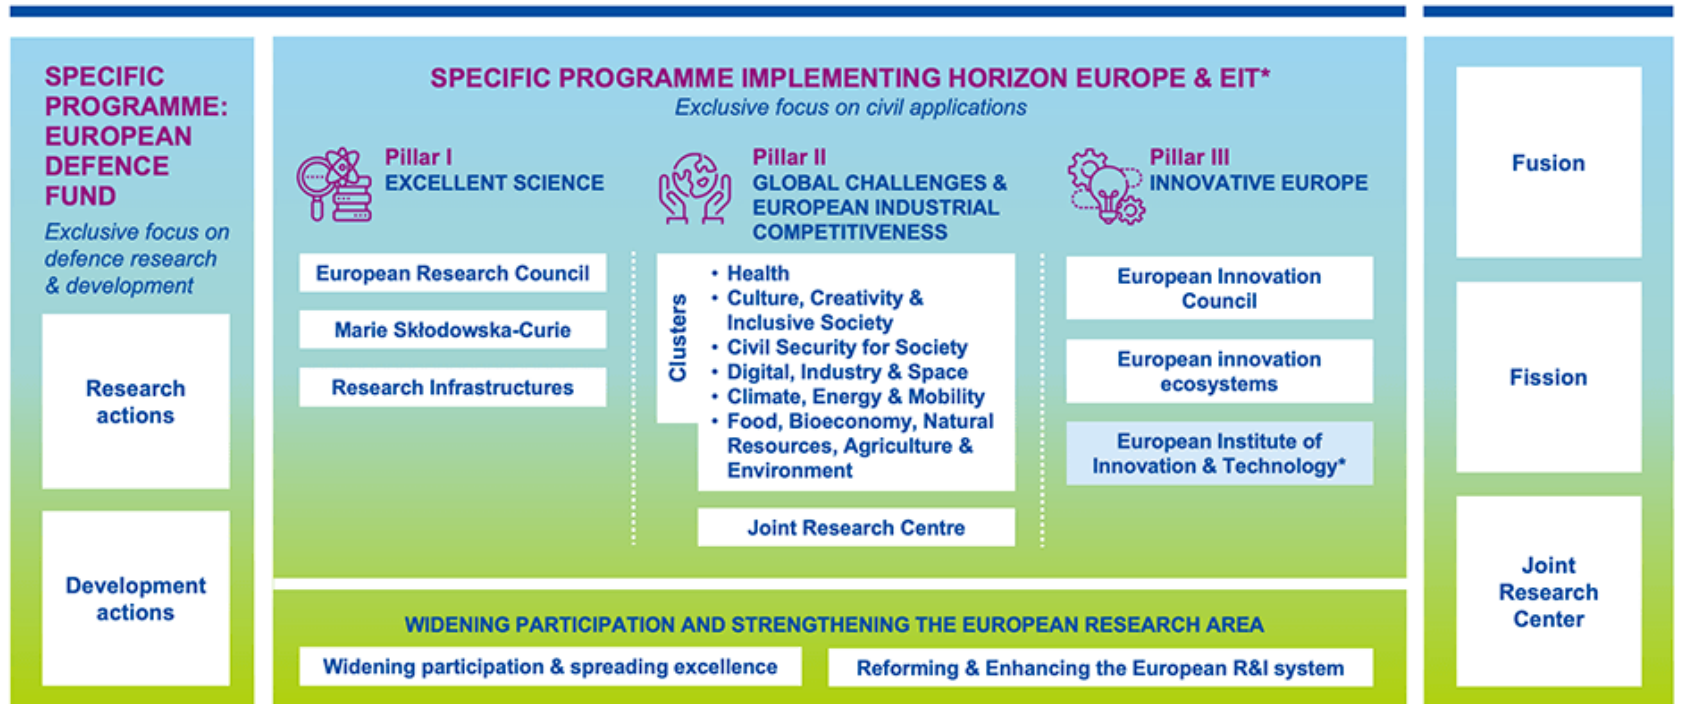 SPECIFIC
PROGRAMME:
EUROPEAN
DEFENCE
FUND
Exclusive focus on
defence research
& development
Research
actions
Development
actions
SPECIFIC PROGRAMME IMPLEMENTING HORIZON EUROPE & EIT*
Exclusive focus on civil applications
Pillar I
EXCELLENT SCIENCE
European Research Council
Marie Skłodowska-Curie
Research Infrastructures
Pillar II
GLOBAL CHALLENGES &
EUROPEAN INDUSTRIAL
COMPETITIVENESS
Clusters
• Health
• Culture, Creativity &
Inclusive Society
• Civil Security for Society
• Digital, Industry & Space
• Climate, Energy & Mobility
• Food, Bioeconomy, Natural
Resources, Agriculture &
Environment
Joint Research Centre
Pillar III
INNOVATIVE EUROPE
European Innovation
Council
European innovation
ecosystems
European Institute of
Innovation & Technology*
WIDENING PARTICIPATION AND STRENGTHENING THE EUROPEAN RESEARCH AREA
Widening participation & spreading excellence
Reforming & Enhancing the European R&I system
Fusion
Fission
Joint
Research
Center